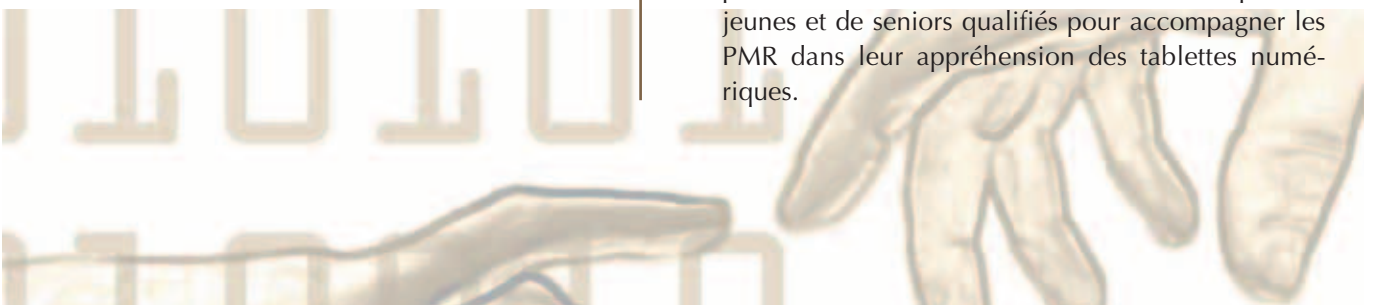 jeunes et de seniors qualifiés pour accompagner les
PMR dans leur appréhension des tablettes numé-
riques.